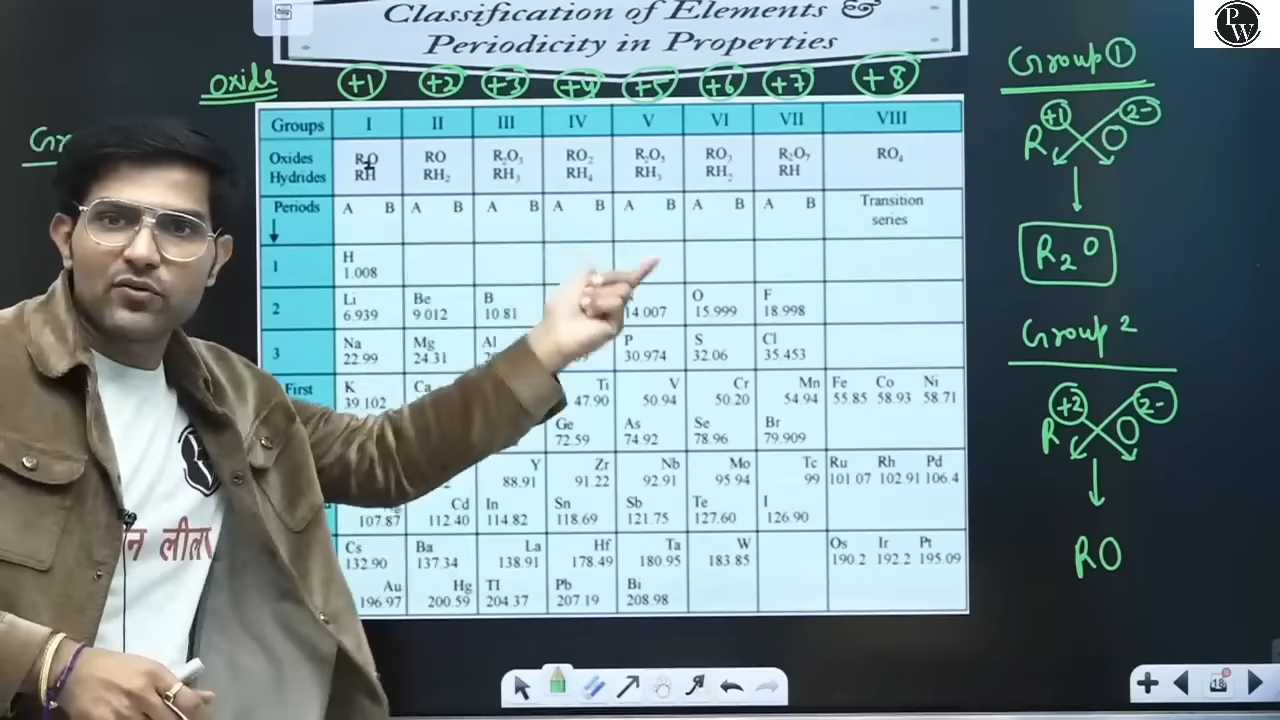 Classification of Elements &
Periodicity in Properties
PW
Oxide +1 +2 +3 +4 +5 +6 +7 +8
Groups I II III IV V VI VII VIII
Oxides R2O RO R2O3 RO2 R2O5 RO3 R2O7 RO4
Hydrides RH RH2 RH3 RH4 RH3 RH2 RH
Periods A B A B A B A B A B A B A B Transition
↓ series
1 H
1.008
2 Li Be B O F
6.939 9.012 10.81 14.007 15.999 18.998
3 Na Mg Al P S Cl
22.99 24.31 30.974 32.06 35.453
First K Ca Ti V Cr Mn Fe Co Ni
39.102 47.90 50.94 50.20 54.94 55.85 58.93 58.71
Ge As Se Br
72.59 74.92 78.96 79.909
Y Zr Nb Mo Tc Ru Rh Pd
88.91 91.22 92.91 95.94 99 101.07 102.91 106.4
Cd In Sn Sb Te I
107.87 112.40 114.82 118.69 121.75 127.60 126.90
Cs Ba La Hf Ta W Os Ir Pt
132.90 137.34 138.91 178.49 180.95 183.85 190.2 192.2 195.09
Au Hg Tl Pb Bi
196.97 200.59 204.37 207.19 208.98
Group 1
+1 2-
R O
↓
R2O
Group 2
+2 2-
R O
↓
RO
लीला
18